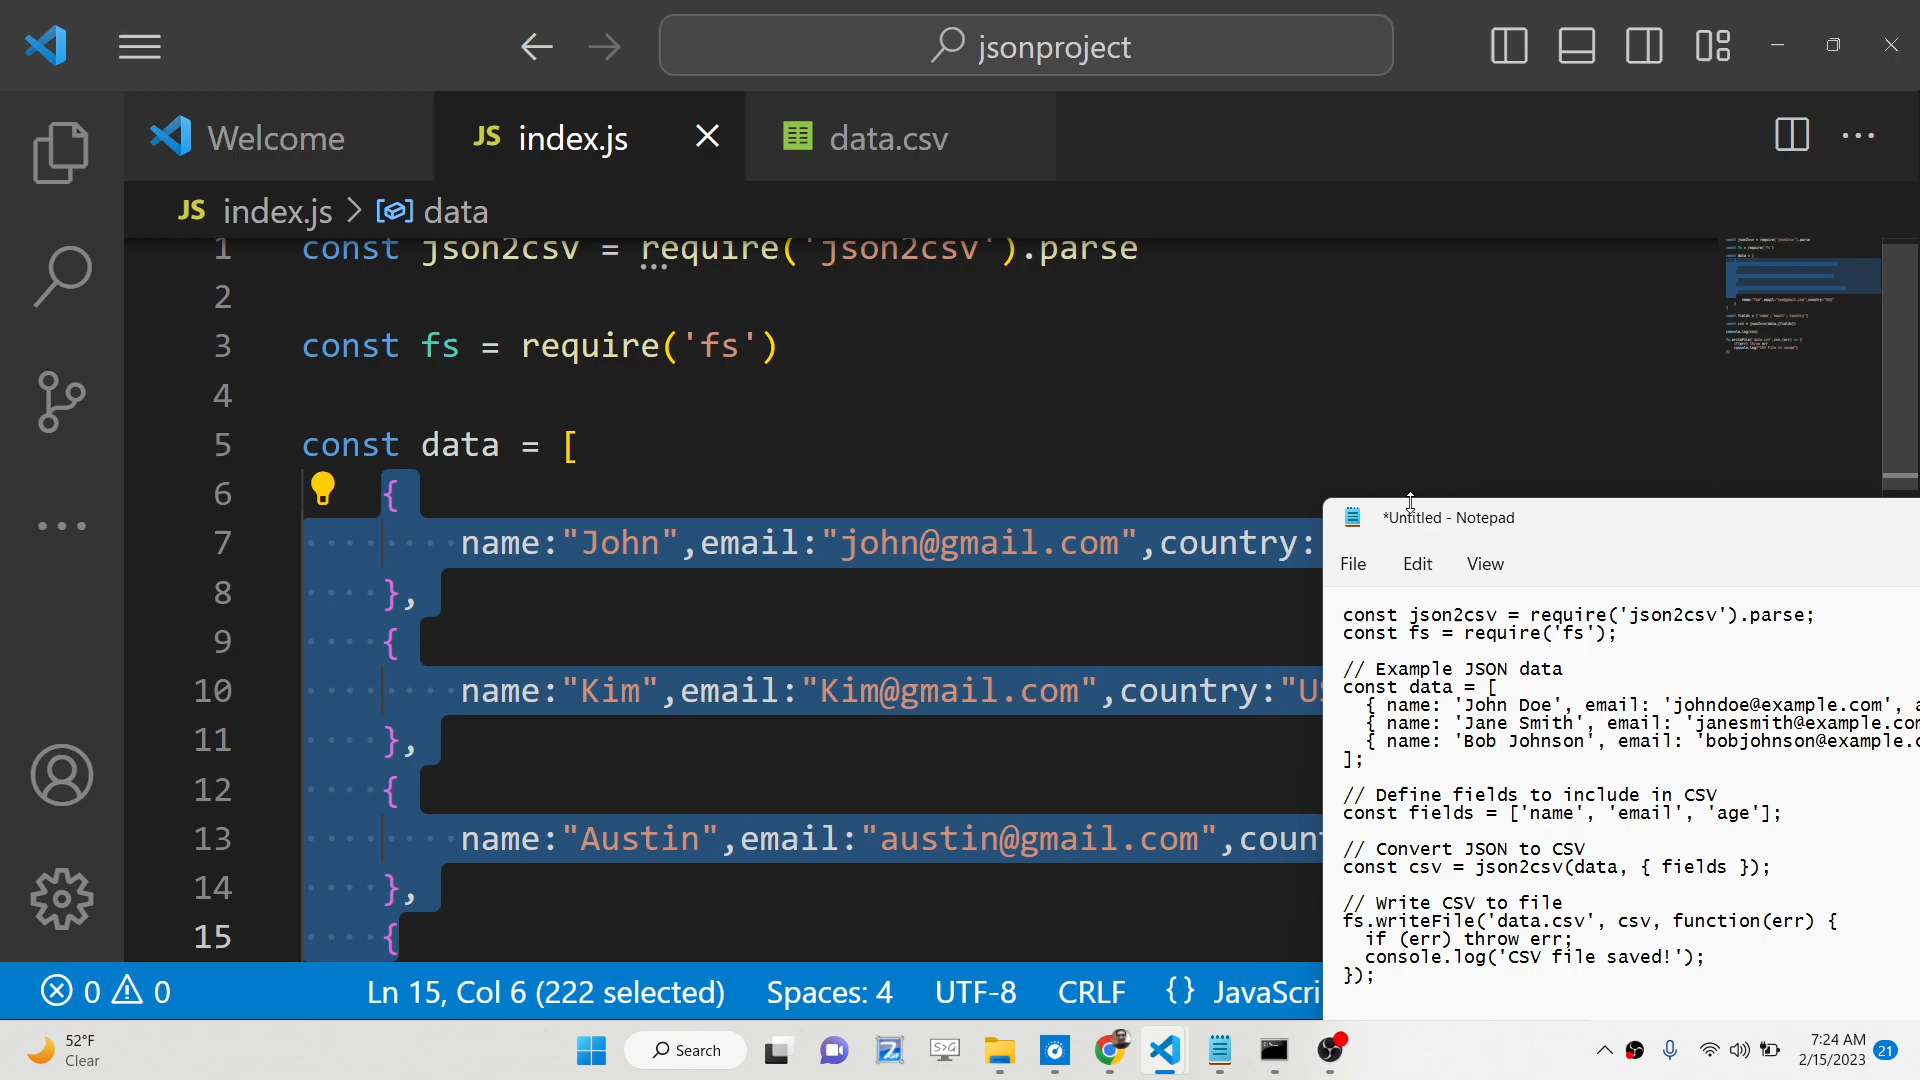 jsonproject
Welcome
JS index.js
data.csv
JS index.js > data
1 const json2csv = require('json2csv').parse
2
3 const fs = require('fs')
4
5 const data = [
6 {
7 name:"John",email:"john@gmail.com",country:
8 },
9 {
10 name:"Kim",email:"Kim@gmail.com",country:"US
11 },
12 {
13 name:"Austin",email:"austin@gmail.com",coun
14 },
15 {
*Untitled - Notepad
File Edit View
const json2csv = require('json2csv').parse;
const fs = require('fs');
// Example JSON data
const data = [
{ name: 'John Doe', email: 'johndoe@example.com', a
{ name: 'Jane Smith', email: 'janesmith@example.com
{ name: 'Bob Johnson', email: 'bobjohnson@example.c
];
// Define fields to include in CSV
const fields = ['name', 'email', 'age'];
// Convert JSON to CSV
const csv = json2csv(data, { fields });
// Write CSV to file
fs.writeFile('data.csv', csv, function(err) {
if (err) throw err;
console.log('CSV file saved!');
});
0 0 Ln 15, Col 6 (222 selected) Spaces: 4 UTF-8 CRLF {} JavaScri
52°F
Clear
Search
7:24 AM
2/15/2023
21